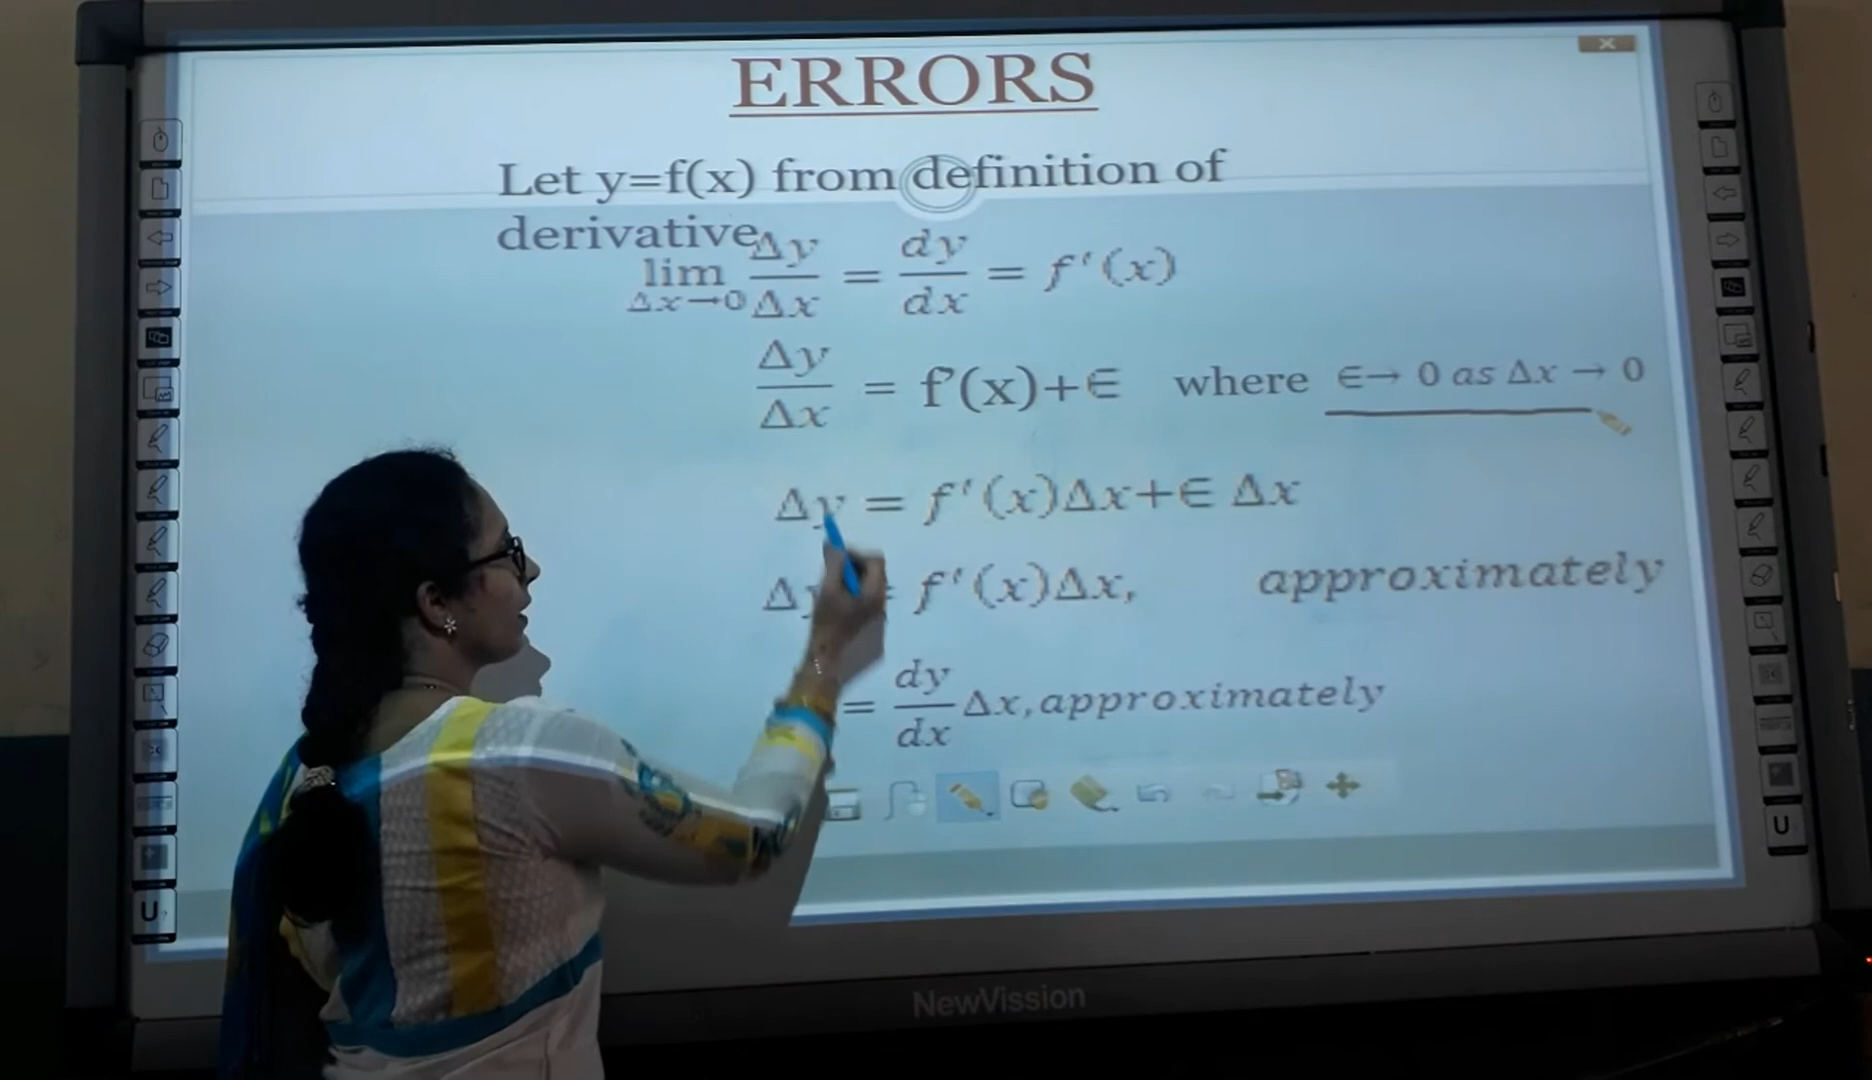 ERRORS
Let y=f(x) from definition of
derivative
lim Δx→0 Δy/Δx = dy/dx = f'(x)
Δy/Δx = f'(x)+∈ where ∈→ 0 as Δx → 0
Δy = f'(x)Δx+∈ Δx
Δy = f'(x)Δx, approximately
= dy/dx Δx, approximately
NewVission